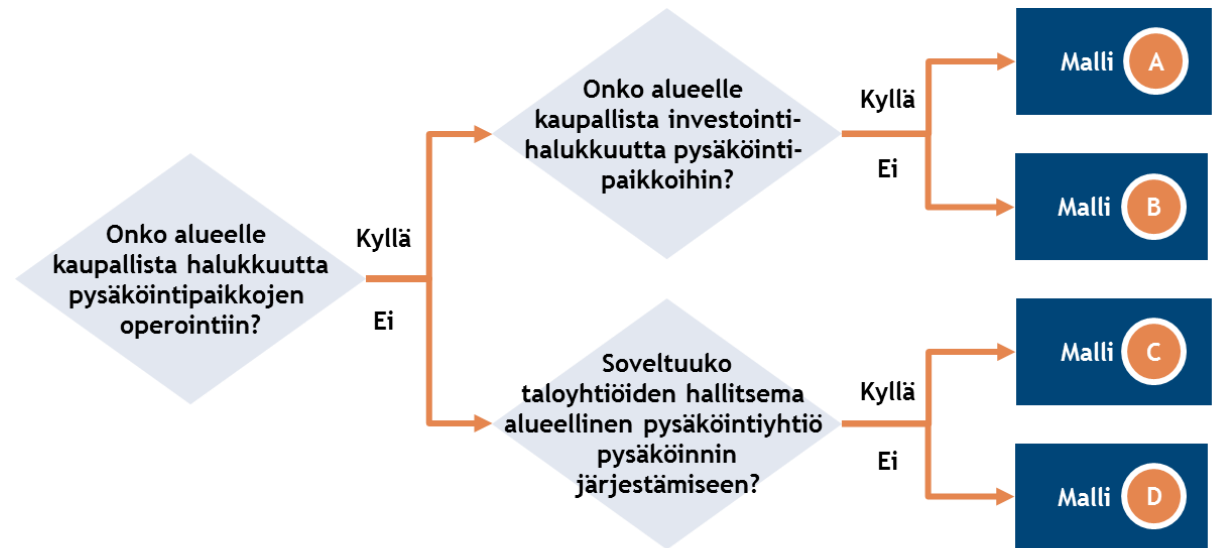 Onko alueelle
kaupallista halukkuutta
pysäköintipaikkojen
operointiin?
Kyllä
Ei
Onko alueelle
kaupallista investointi-
halukkuutta pysäköinti-
paikkoihin?
Kyllä
Ei
Malli A
Malli B
Soveltuuko
taloyhtiöiden hallitsema
alueellinen pysäköintiyhtiö
pysäköinnin
järjestämiseen?
Kyllä
Ei
Malli C
Malli D